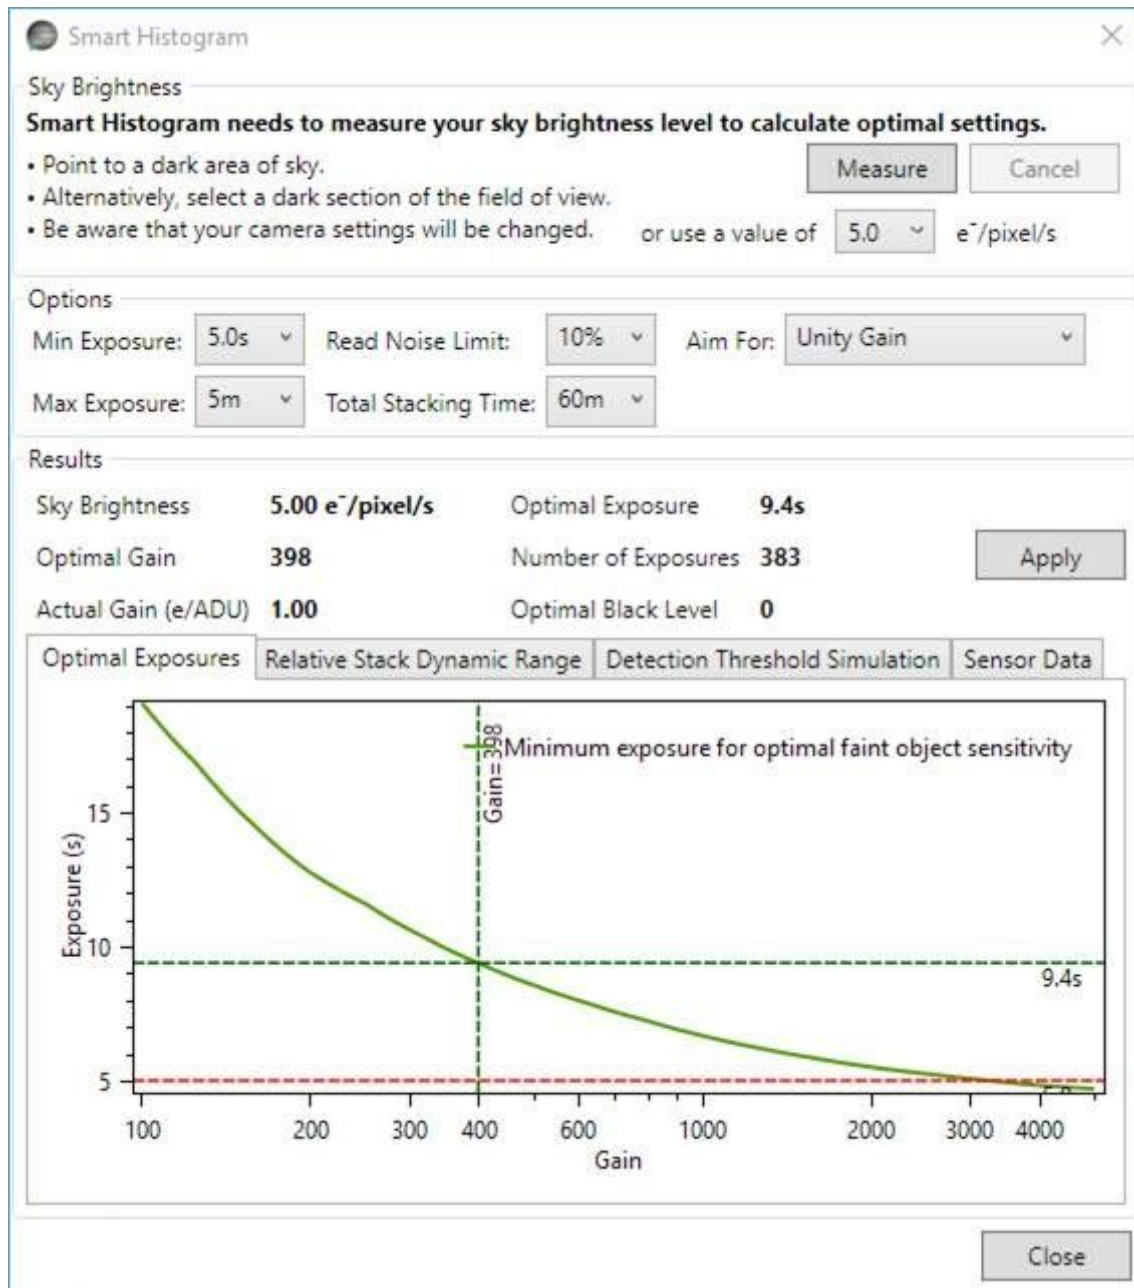 Smart Histogram
Sky Brightness
Smart Histogram needs to measure your sky brightness level to calculate optimal settings.
• Point to a dark area of sky.
• Alternatively, select a dark section of the field of view.
• Be aware that your camera settings will be changed.
Measure Cancel
or use a value of 5.0 e⁻/pixel/s
Options
Min Exposure: 5.0s Read Noise Limit: 10% Aim For: Unity Gain
Max Exposure: 5m Total Stacking Time: 60m
Results
Sky Brightness 5.00 e⁻/pixel/s Optimal Exposure 9.4s
Optimal Gain 398 Number of Exposures 383 Apply
Actual Gain (e/ADU) 1.00 Optimal Black Level 0
Optimal Exposures Relative Stack Dynamic Range Detection Threshold Simulation Sensor Data
Minimum exposure for optimal faint object sensitivity
Gain=398
Exposure (s)
15
10
9.4s
5
100 200 300 400 600 1000 2000 3000 4000
Gain
Close